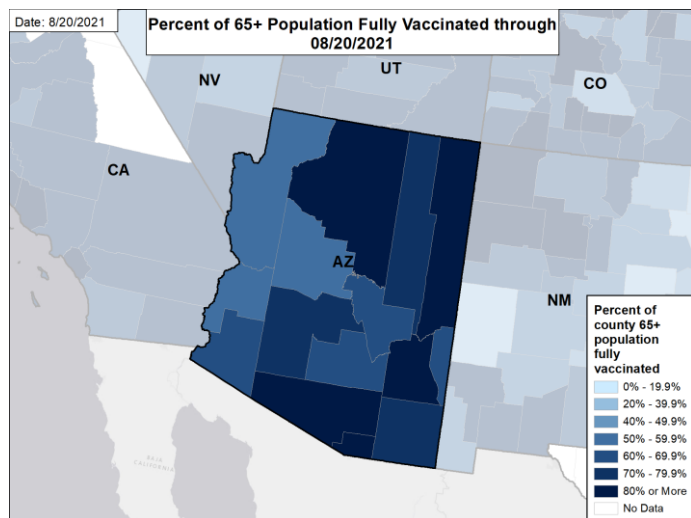 Date: 8/20/2021
Percent of 65+ Population Fully Vaccinated through
08/20/2021
NV
UT
CO
CA
AZ
NM
BAJA
CALIFORNIA
Percent of
county 65+
population
fully
vaccinated
0% - 19.9%
20% - 39.9%
40% - 49.9%
50% - 59.9%
60% - 69.9%
70% - 79.9%
80% or More
No Data